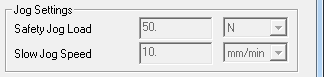 Jog Settings
Safety Jog Load 50. N
Slow Jog Speed 10. mm/min